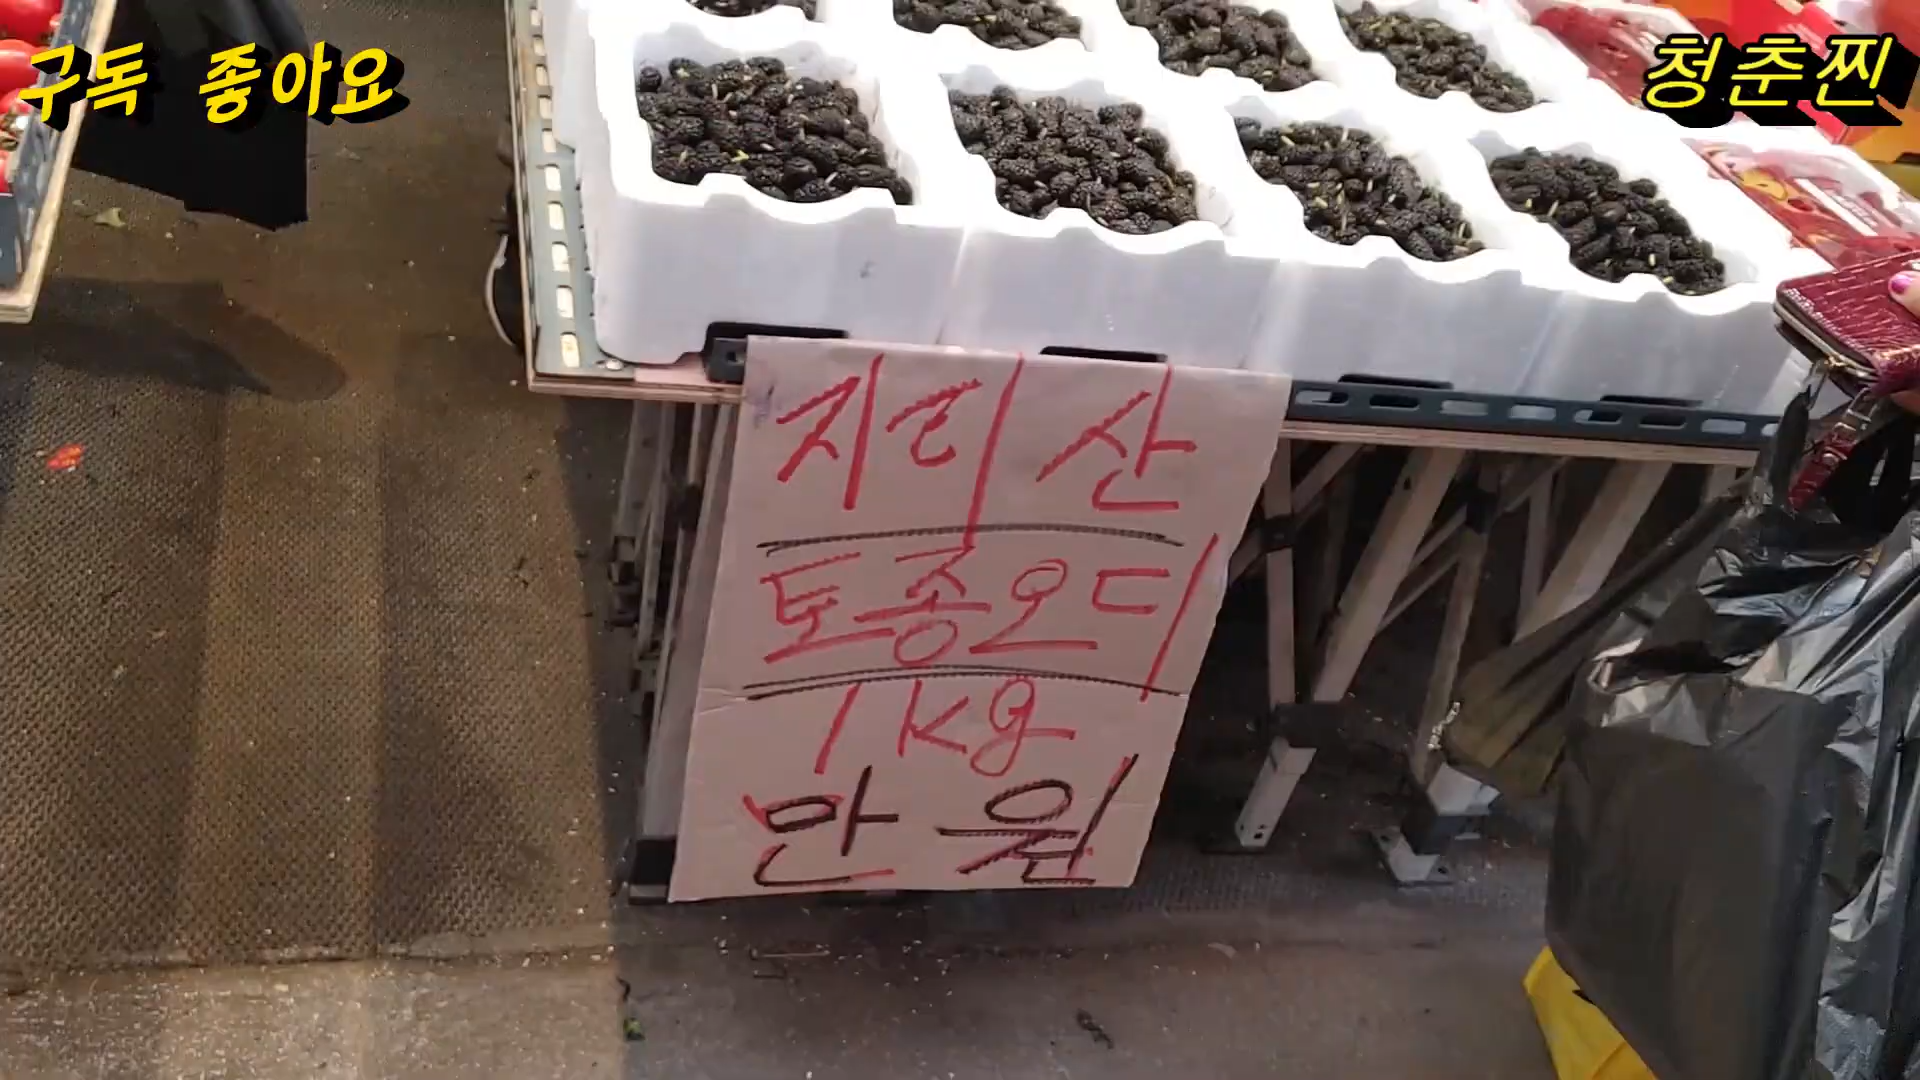 구독 좋아요
청춘찐
지리산
토종오디
1kg
만원